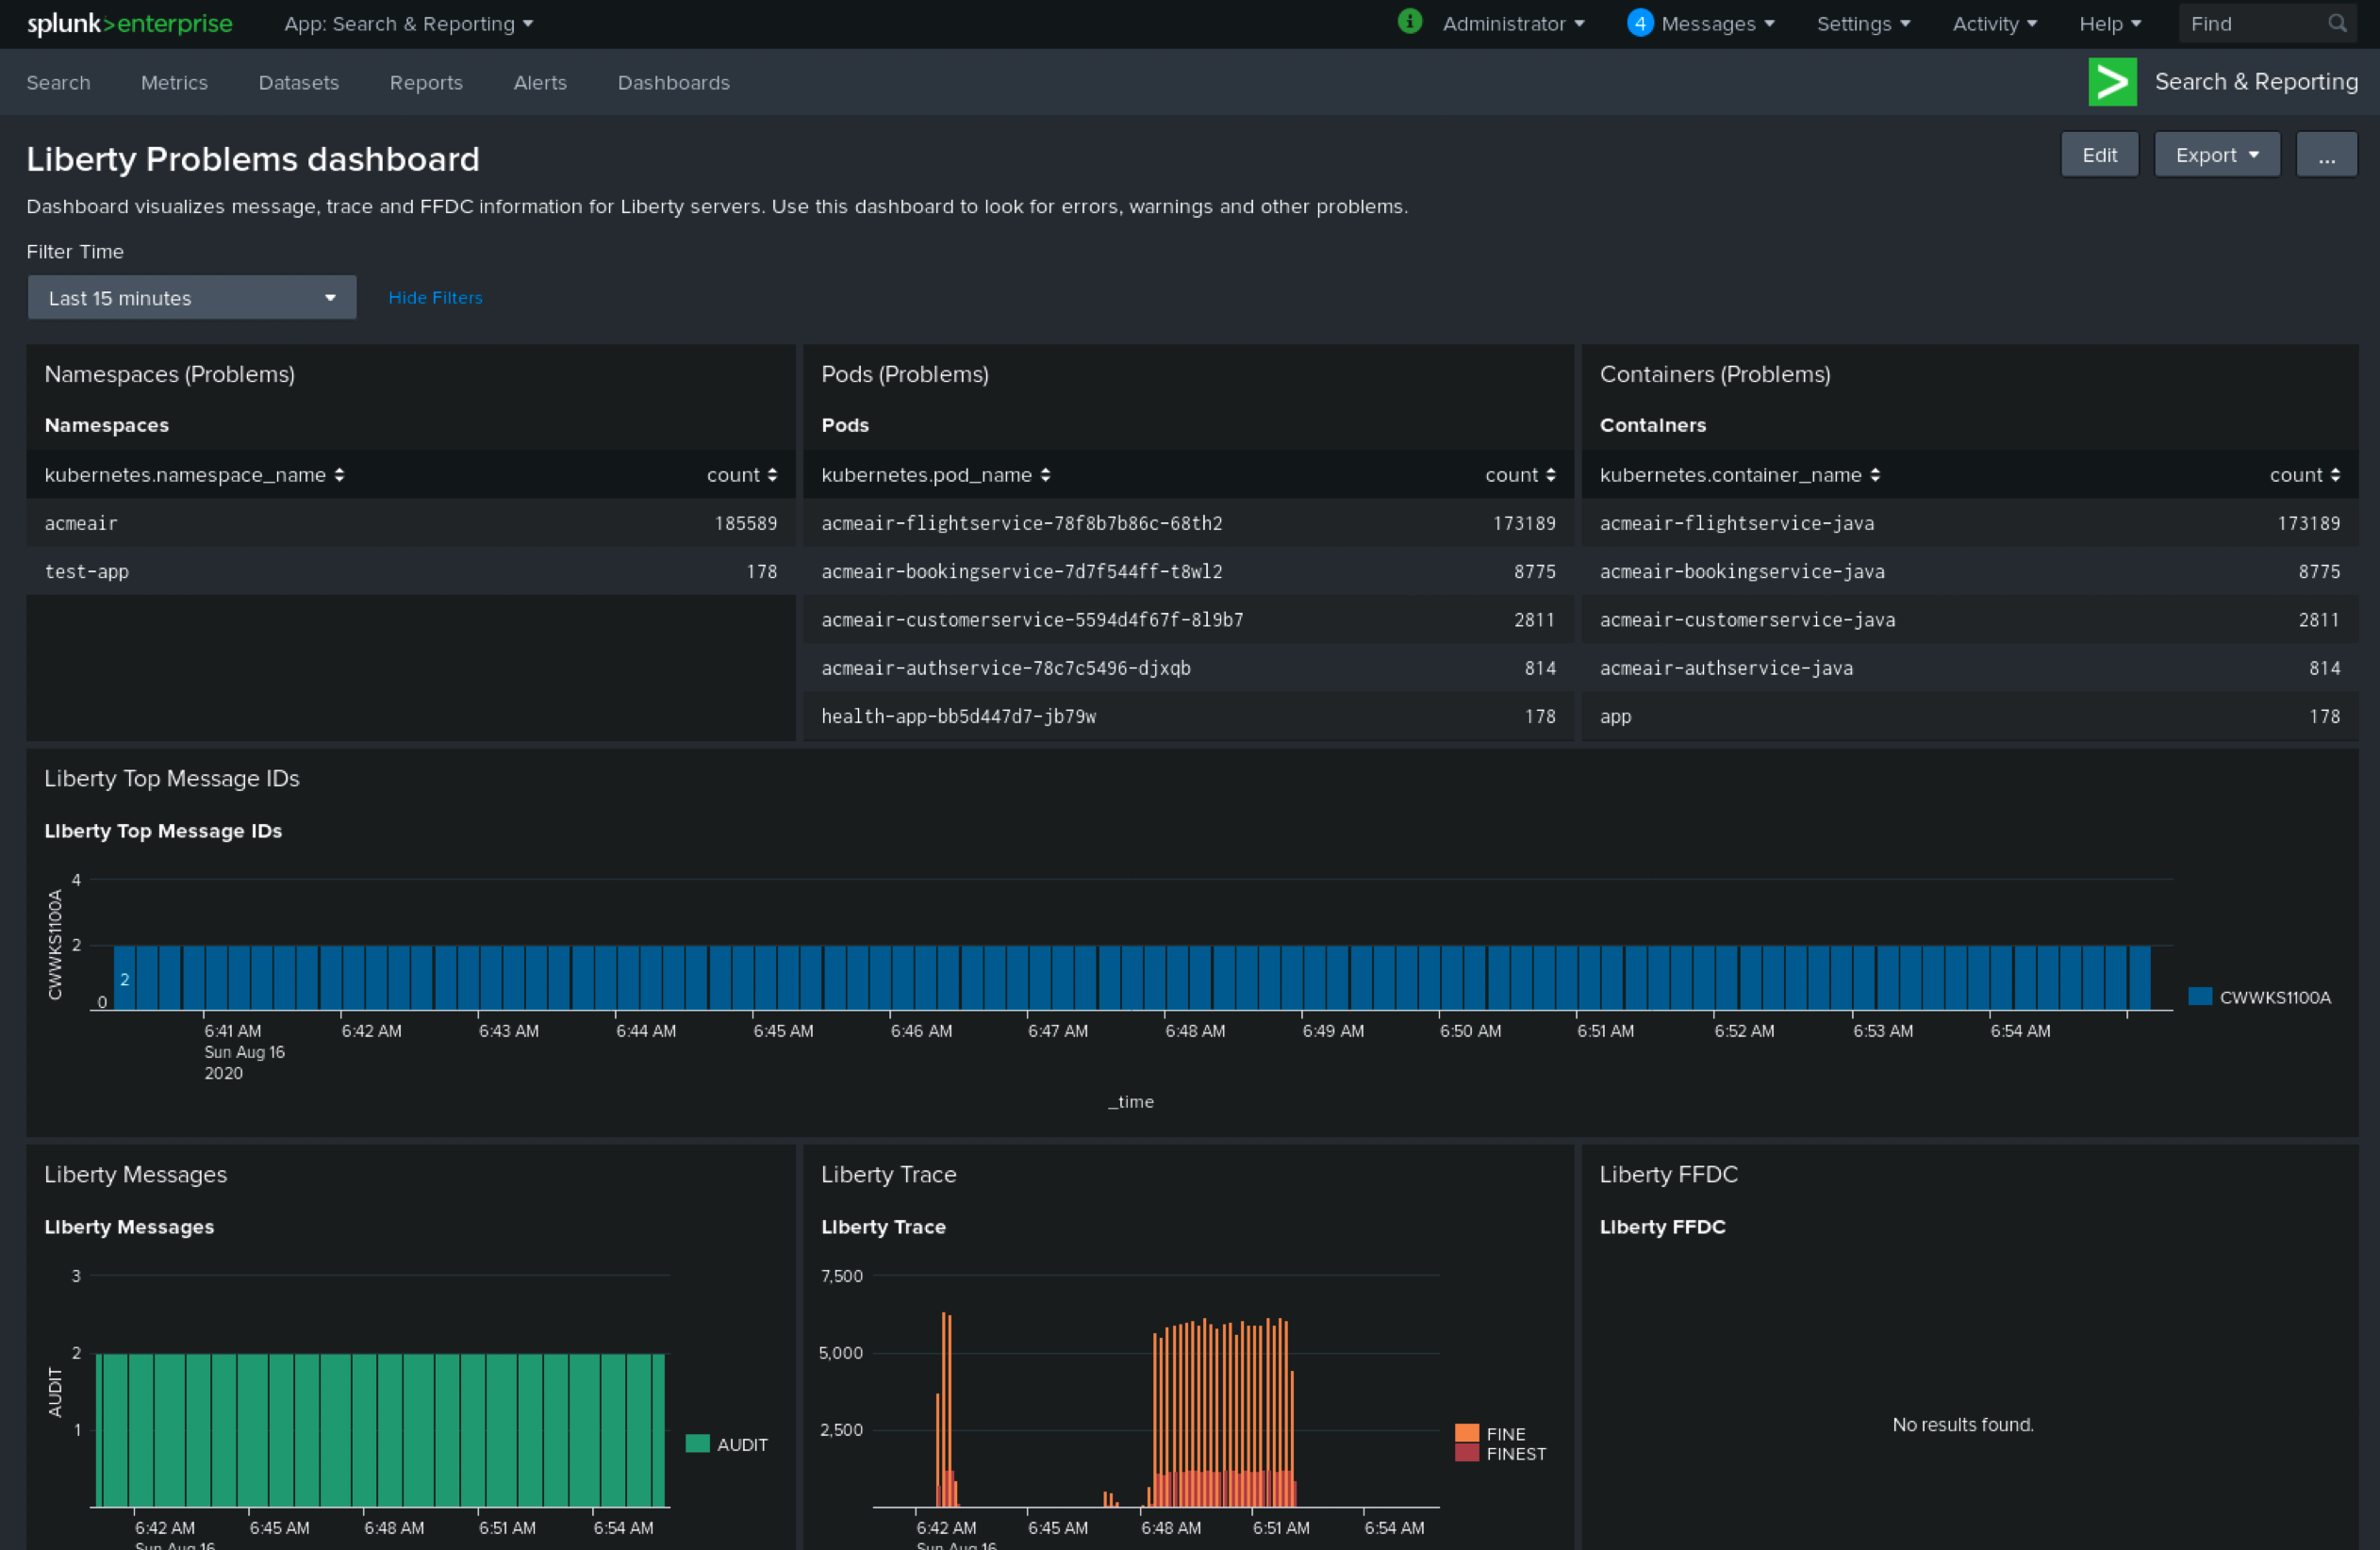 splunk>enterprise App: Search & Reporting Administrator 4 Messages Settings Activity Help Find
Search Metrics Datasets Reports Alerts Dashboards Search & Reporting
Liberty Problems dashboard Edit Export ...
Dashboard visualizes message, trace and FFDC information for Liberty servers. Use this dashboard to look for errors, warnings and other problems.
Filter Time
Last 15 minutes Hide Filters
Namespaces (Problems)
Namespaces
kubernetes.namespace_name count
acmeair 185589
test-app 178
Pods (Problems)
Pods
kubernetes.pod_name count
acmeair-flightservice-78f8b7b86c-68th2 173189
acmeair-bookingservice-7d7f544ff-t8wl2 8775
acmeair-customerservice-5594d4f67f-8l9b7 2811
acmeair-authservice-78c7c5496-djxqb 814
health-app-bb5d447d7-jb79w 178
Containers (Problems)
Containers
kubernetes.container_name count
acmeair-flightservice-java 173189
acmeair-bookingservice-java 8775
acmeair-customerservice-java 2811
acmeair-authservice-java 814
app 178
Liberty Top Message IDs
Liberty Top Message IDs
CWWKS1100A
4
2
0
2
6:41 AM 6:42 AM 6:43 AM 6:44 AM 6:45 AM 6:46 AM 6:47 AM 6:48 AM 6:49 AM 6:50 AM 6:51 AM 6:52 AM 6:53 AM 6:54 AM
Sun Aug 16
2020
_time
CWWKS1100A
Liberty Messages
Liberty Messages
AUDIT
3
2
1
6:42 AM 6:45 AM 6:48 AM 6:51 AM 6:54 AM
Sun Aug 16
AUDIT
Liberty Trace
Liberty Trace
7,500
5,000
2,500
6:42 AM 6:45 AM 6:48 AM 6:51 AM 6:54 AM
Sun Aug 16
FINE
FINEST
Liberty FFDC
Liberty FFDC
No results found.